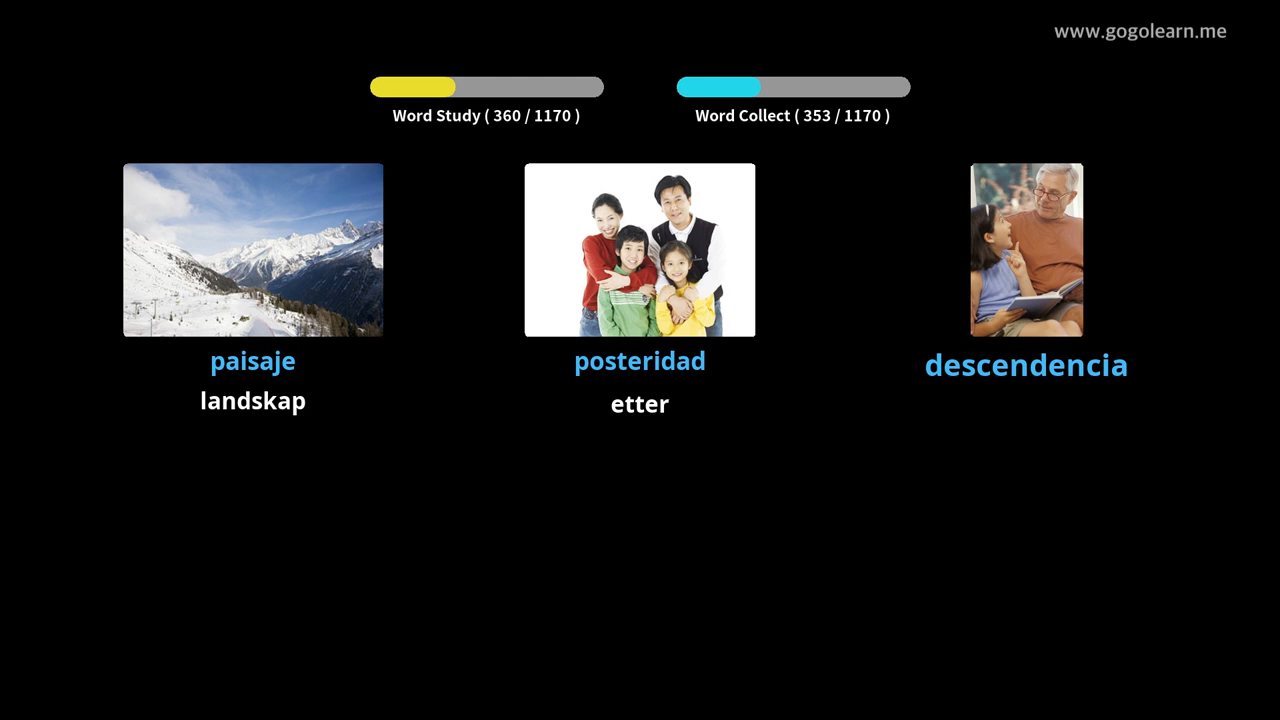 www.gogolearn.me
Word Study ( 360 / 1170 )
Word Collect ( 353 / 1170 )
paisaje
posteridad
descendencia
landskap
etter